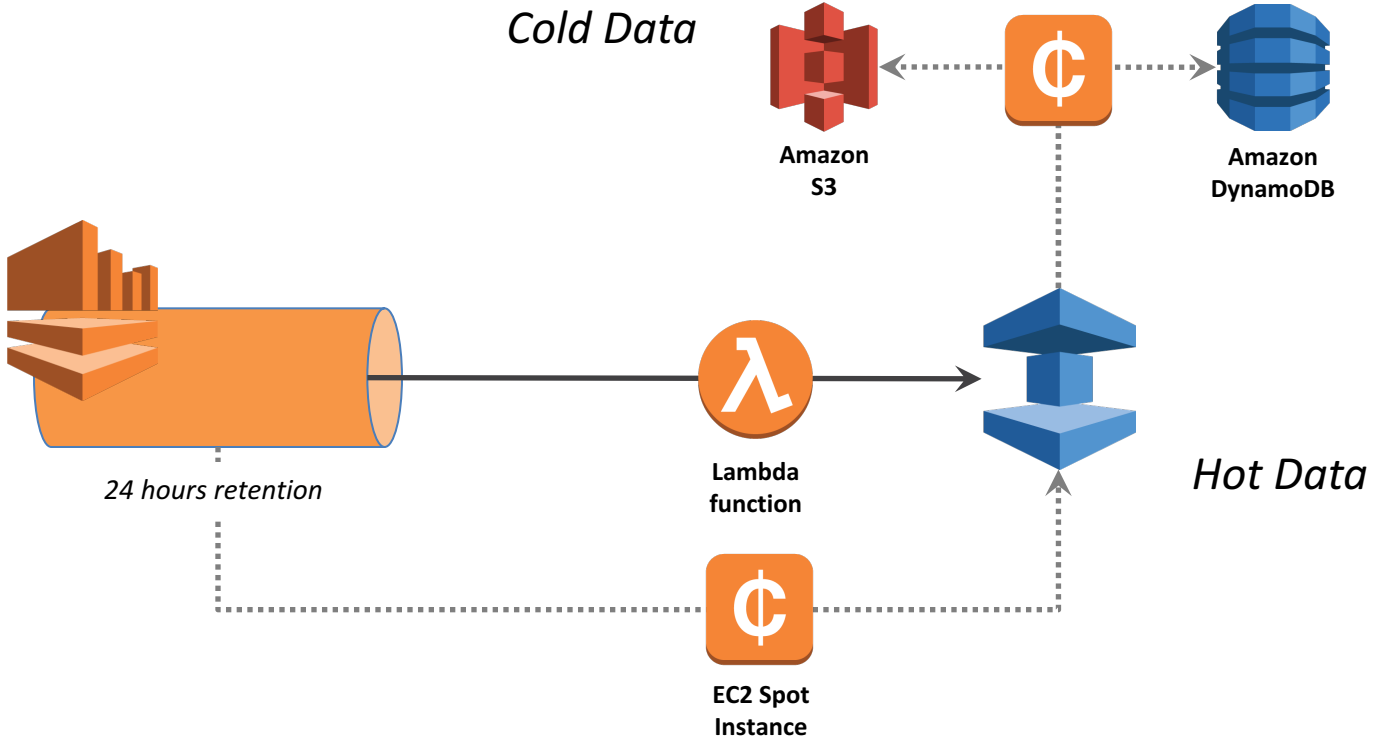 Cold Data
₵
Amazon
S3
Amazon
DynamoDB
λ
24 hours retention
Lambda
function
Hot Data
₵
EC2 Spot
Instance